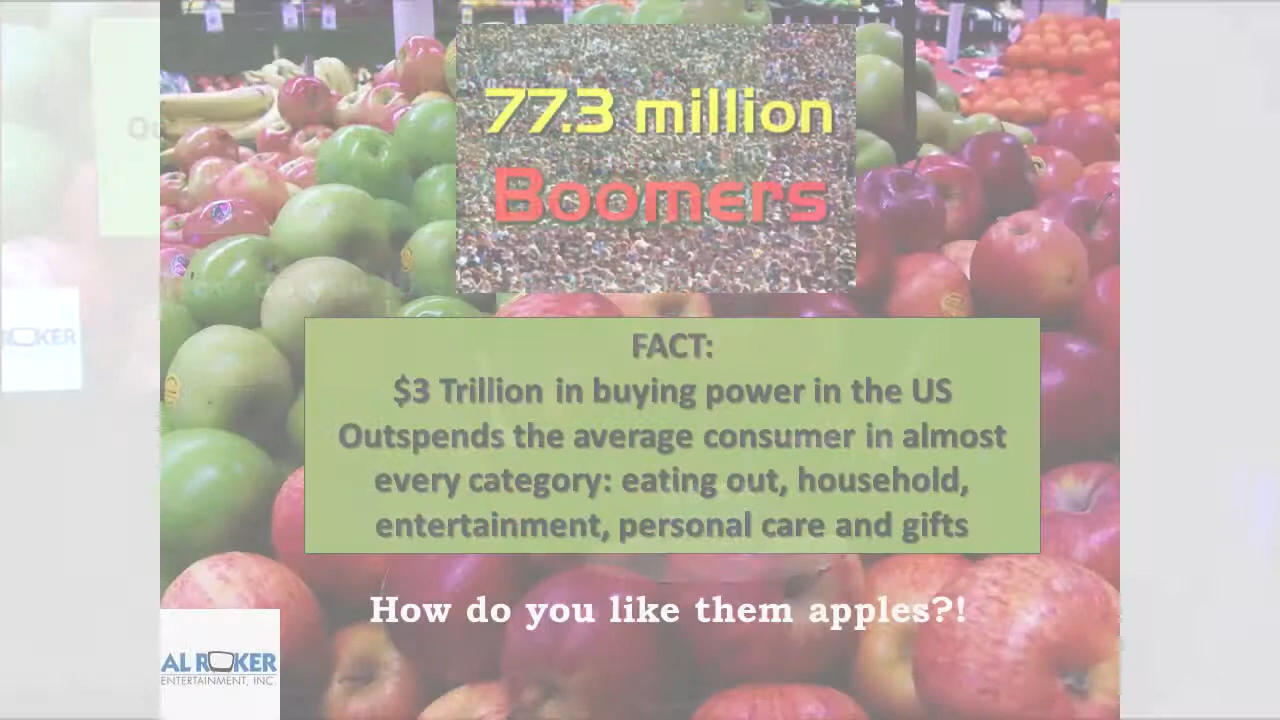 77.3 million
Boomers
FACT:
$3 Trillion in buying power in the US
Outspends the average consumer in almost
every category: eating out, household,
entertainment, personal care and gifts
How do you like them apples?!
AL ROKER
ENTERTAINMENT, INC.
OKER